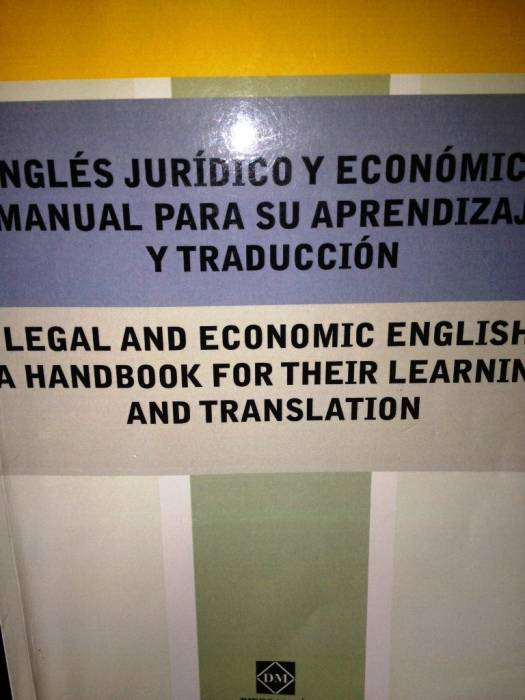 NGLÉS JURÍDICO Y ECONÓMIC
MANUAL PARA SU APRENDIZAJ
Y TRADUCCIÓN
LEGAL AND ECONOMIC ENGLISH
A HANDBOOK FOR THEIR LEARNIN
AND TRANSLATION
DM